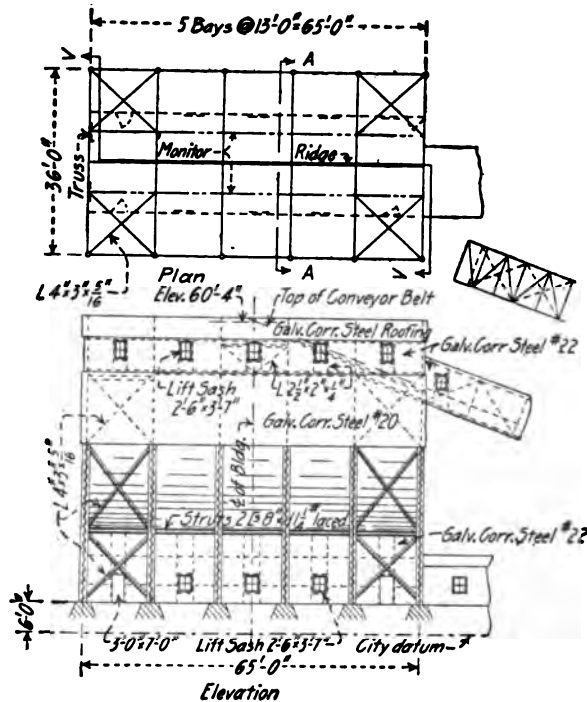 5 Bays @ 13'-0" = 65'-0"
V
A
36'-0"
Truss
Monitor
Ridge
A
V
L 4" x 3" x 5/16"
Plan
Elev. 60'-4"
Top of Conveyor Belt
Galv. Corr. Steel Roofing
Galv. Corr. Steel #22
Lift Sash
2'-6" x 3'-7"
L 2½" x 2" x ¼"
Galv. Corr. Steel #20
L 4" x 3" x 5/16"
℄ of Bldg.
Struts 2 [s 8" x 11¼# laced
Galv. Corr. Steel #22
6'-0"
3'-0" x 7'-0"
Lift Sash 2'-6" x 3'-7"
City datum
65'-0"
Elevation